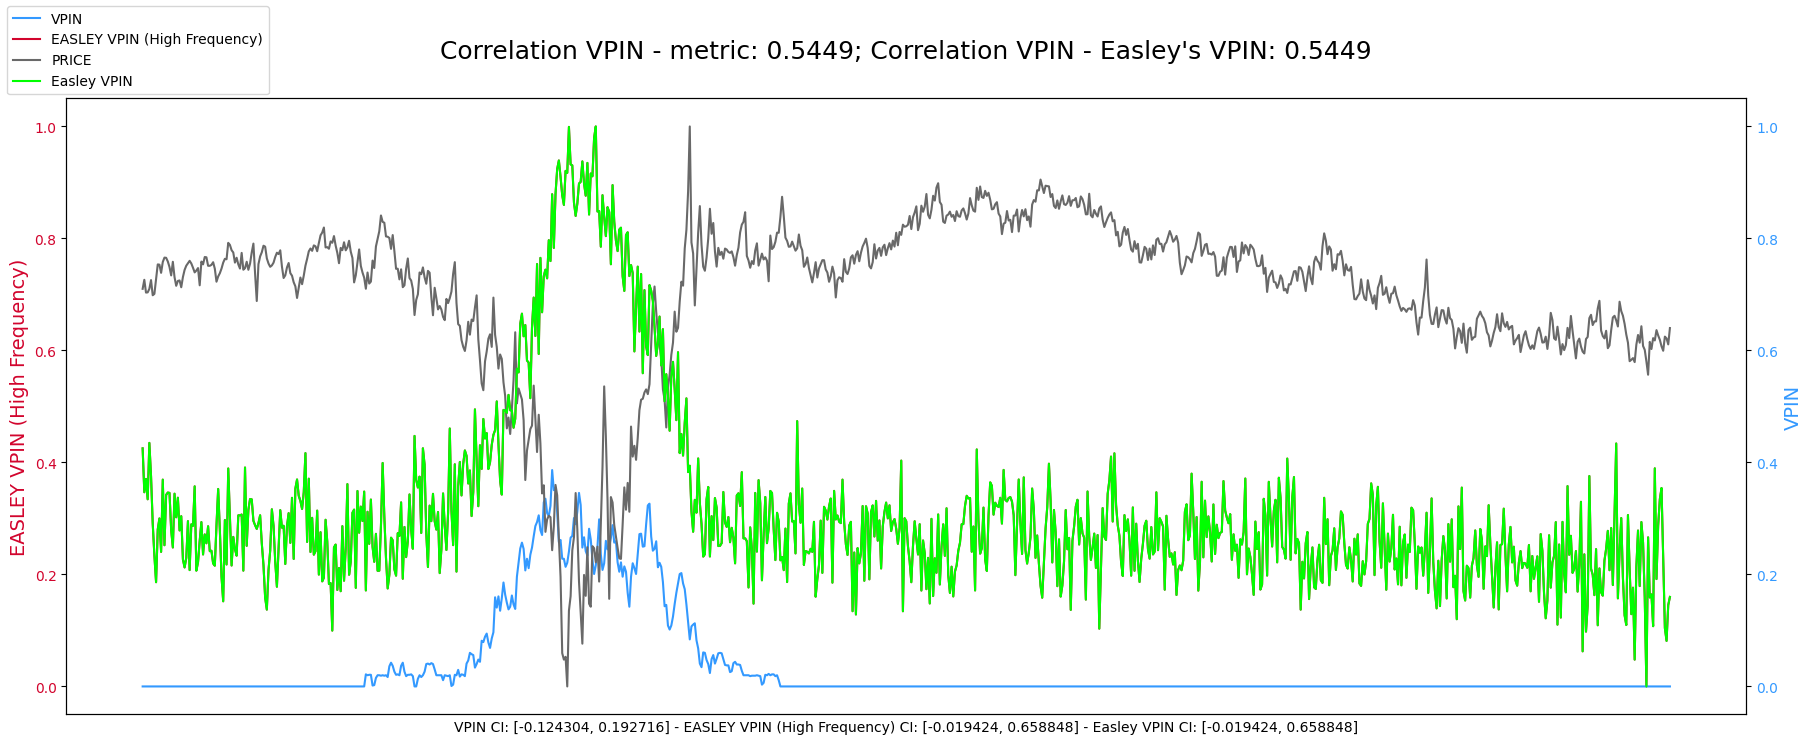 VPIN
EASLEY VPIN (High Frequency)
PRICE
Easley VPIN
Correlation VPIN - metric: 0.5449; Correlation VPIN - Easley's VPIN: 0.5449
EASLEY VPIN (High Frequency)
1.0
0.8
0.6
0.4
0.2
0.0
1.0
0.8
0.6
0.4
0.2
0.0
VPIN
VPIN CI: [-0.124304, 0.192716] - EASLEY VPIN (High Frequency) CI: [-0.019424, 0.658848] - Easley VPIN CI: [-0.019424, 0.658848]